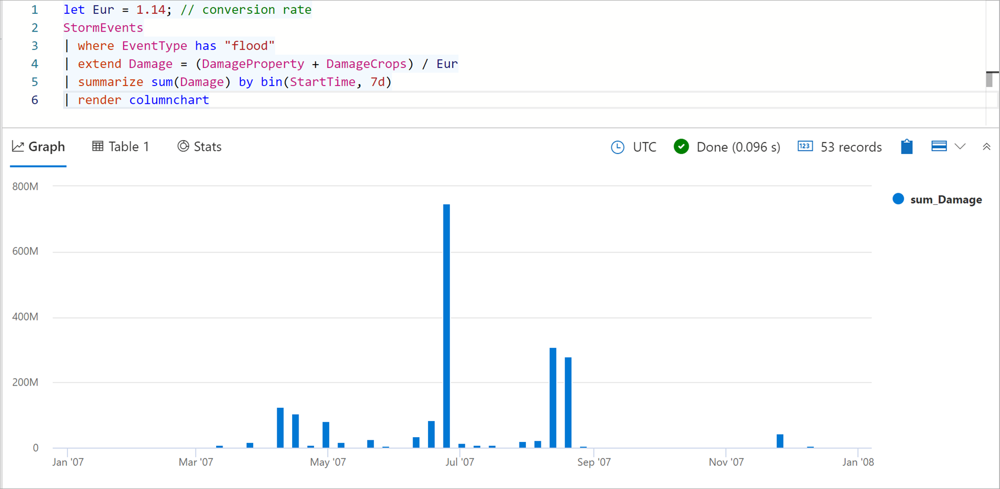 1 let Eur = 1.14; // conversion rate
2 StormEvents
3 | where EventType has "flood"
4 | extend Damage = (DamageProperty + DamageCrops) / Eur
5 | summarize sum(Damage) by bin(StartTime, 7d)
6 | render columnchart
Graph Table 1 Stats UTC Done (0.096 s) 123 53 records
800M
sum_Damage
600M
400M
200M
0
Jan '07 Mar '07 May '07 Jul '07 Sep '07 Nov '07 Jan '08